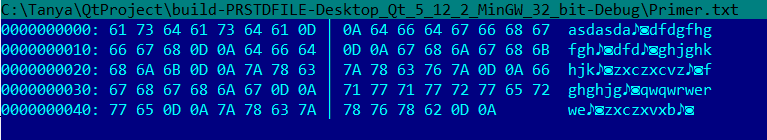 C:\Tanya\QtProject\build-PRSTDFILE-Desktop_Qt_5_12_2_MinGW_32_bit-Debug\Primer.txt
0000000000: 61 73 64 61 73 64 61 0D │ 0A 64 66 64 67 66 68 67 asdasda♪◙dfdgfhg
0000000010: 66 67 68 0D 0A 64 66 64 │ 0D 0A 67 68 6A 67 68 6B fgh♪◙dfd♪◙ghjghk
0000000020: 68 6A 6B 0D 0A 7A 78 63 │ 7A 78 63 76 7A 0D 0A 66 hjk♪◙zxczxcvz♪◙f
0000000030: 67 68 67 68 6A 67 0D 0A │ 71 77 71 77 72 77 65 72 ghghjg♪◙qwqwrwer
0000000040: 77 65 0D 0A 7A 78 63 7A │ 78 76 78 62 0D 0A we♪◙zxczxvxb♪◙